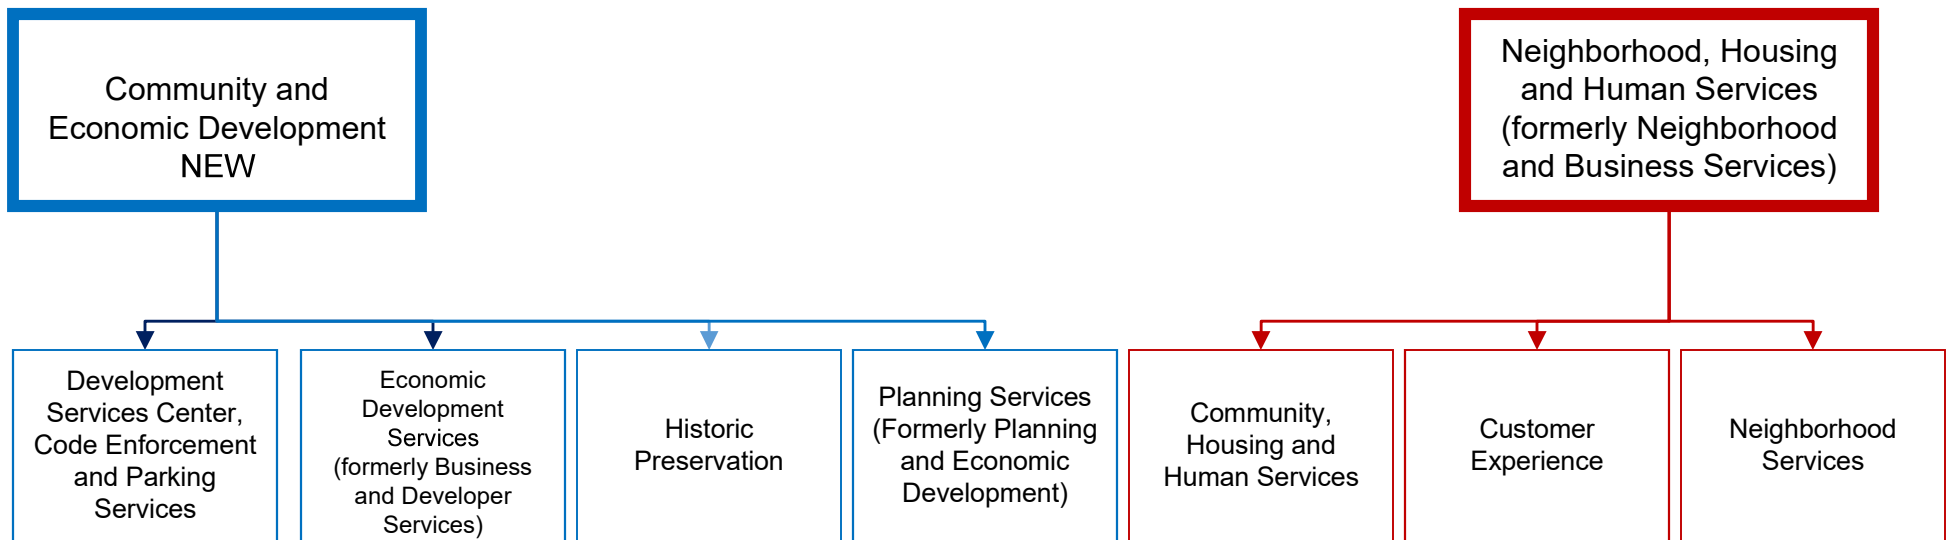 Community and
Economic Development
NEW
Neighborhood, Housing
and Human Services
(formerly Neighborhood
and Business Services)
Development
Services Center,
Code Enforcement
and Parking
Services
Economic
Development
Services
(formerly Business
and Developer
Services)
Historic
Preservation
Planning Services
(Formerly Planning
and Economic
Development)
Community,
Housing and
Human Services
Customer
Experience
Neighborhood
Services